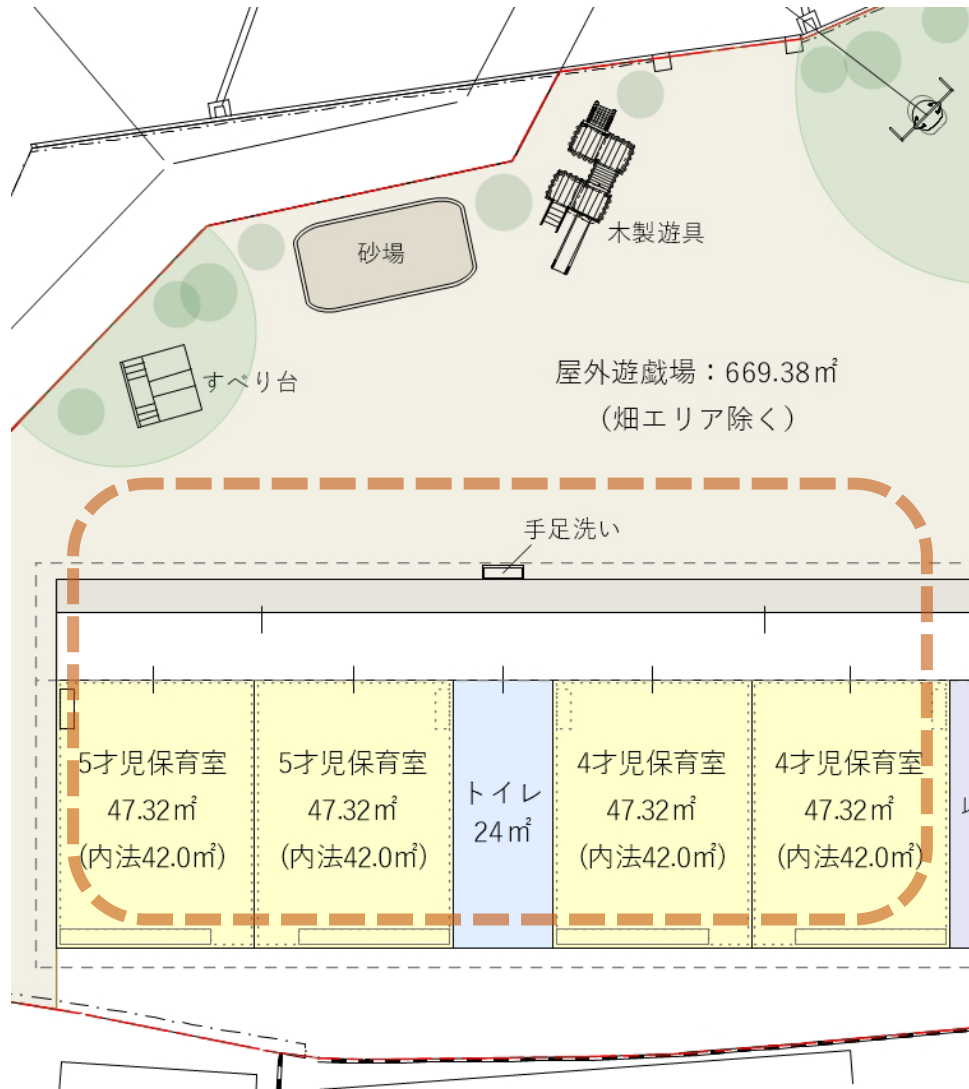 砂場
木製遊具
すべり台
屋外遊戯場：669.38㎡
（畑エリア除く）
手足洗い
5才児保育室
47.32㎡
(内法42.0㎡)
5才児保育室
47.32㎡
(内法42.0㎡)
トイレ
24㎡
4才児保育室
47.32㎡
(内法42.0㎡)
4才児保育室
47.32㎡
(内法42.0㎡)